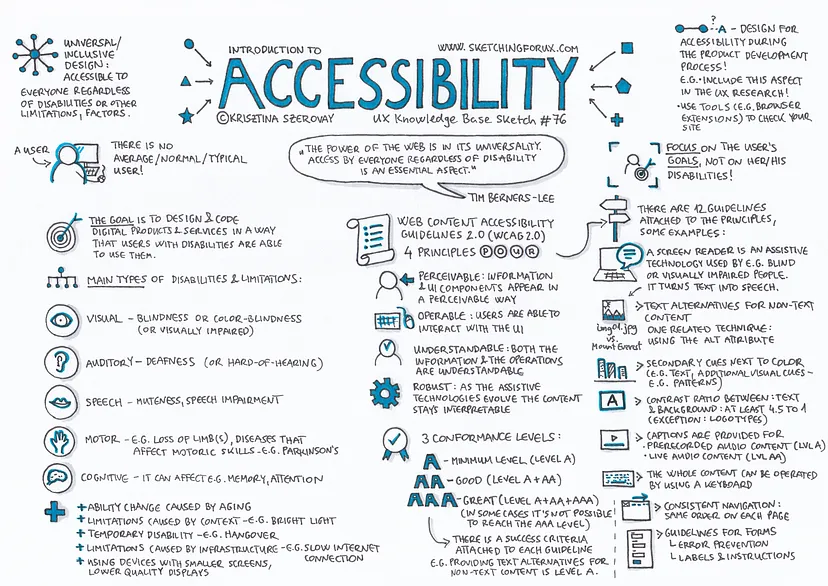 UNIVERSAL/
INCLUSIVE
DESIGN:
ACCESSIBLE TO
EVERYONE REGARDLESS
OF DISABILITIES OR OTHER
LIMITATIONS, FACTORS.
INTRODUCTION TO
WWW.SKETCHINGFORUX.COM
ACCESSIBILITY
©KRISZTINA SZEROVAY
UX Knowledge Base Sketch #76
?
A - DESIGN FOR
ACCESSIBILITY DURING
THE PRODUCT DEVELOPMENT
PROCESS!
E.G.•INCLUDE THIS ASPECT
IN THE UX RESEARCH!
•USE TOOLS (E.G. BROWSER
EXTENSIONS) TO CHECK YOUR
SITE
A USER
THERE IS NO
AVERAGE/NORMAL/TYPICAL
USER!
"THE POWER OF THE WEB IS IN ITS UNIVERSALITY.
ACCESS BY EVERYONE REGARDLESS OF DISABILITY
IS AN ESSENTIAL ASPECT."
TIM BERNERS-LEE
FOCUS ON THE USER'S
GOALS, NOT ON HER/HIS
DISABILITIES!
THE GOAL IS TO DESIGN & CODE
DIGITAL PRODUCTS & SERVICES IN A WAY
THAT USERS WITH DISABILITIES ARE ABLE
TO USE THEM.
MAIN TYPES OF DISABILITIES & LIMITATIONS:
VISUAL - BLINDNESS OR COLOR-BLINDNESS
(OR VISUALLY IMPAIRED)
AUDITORY - DEAFNESS (OR HARD-OF-HEARING)
SPEECH - MUTENESS, SPEECH IMPAIRMENT
MOTOR - E.G. LOSS OF LIMB(S), DISEASES THAT
AFFECT MOTORIC SKILLS - E.G. PARKINSON'S
COGNITIVE - IT CAN AFFECT E.G. MEMORY, ATTENTION
+ABILITY CHANGE CAUSED BY AGING
+LIMITATIONS CAUSED BY CONTEXT - E.G. BRIGHT LIGHT
+TEMPORARY DISABILITY - E.G. HANGOVER
+LIMITATIONS CAUSED BY INFRASTRUCTURE - E.G. SLOW INTERNET
CONNECTION
+USING DEVICES WITH SMALLER SCREENS,
LOWER QUALITY DISPLAYS
WEB CONTENT ACCESSIBILITY
GUIDELINES 2.0 (WCAG 2.0)
4 PRINCIPLES P O U R
PERCEIVABLE: INFORMATION
& UI COMPONENTS APPEAR IN
A PERCEIVABLE WAY
OPERABLE: USERS ARE ABLE TO
INTERACT WITH THE UI
UNDERSTANDABLE: BOTH THE
INFORMATION & THE OPERATIONS
ARE UNDERSTANDABLE
ROBUST: AS THE ASSISTIVE
TECHNOLOGIES EVOLVE THE CONTENT
STAYS INTERPRETABLE
3 CONFORMANCE LEVELS:
A - MINIMUM LEVEL (LEVEL A)
AA - GOOD (LEVEL A+AA)
AAA - GREAT (LEVEL A+AA+AAA)
(IN SOME CASES IT'S NOT POSSIBLE
TO REACH THE AAA LEVEL)
THERE IS A SUCCESS CRITERIA
ATTACHED TO EACH GUIDELINE
E.G. PROVIDING TEXT ALTERNATIVES FOR
NON-TEXT CONTENT IS LEVEL A.
THERE ARE 12 GUIDELINES
ATTACHED TO THE PRINCIPLES,
SOME EXAMPLES:
A SCREEN READER IS AN ASSISTIVE
TECHNOLOGY USED BY E.G. BLIND
OR VISUALLY IMPAIRED PEOPLE.
IT TURNS TEXT INTO SPEECH.
img01.jpg
vs.
Mount Everest
TEXT ALTERNATIVES FOR NON-TEXT
CONTENT
ONE RELATED TECHNIQUE:
USING THE ALT ATTRIBUTE
SECONDARY CUES NEXT TO COLOR
(E.G. TEXT, ADDITIONAL VISUAL CUES -
E.G. PATTERNS)
A
CONTRAST RATIO BETWEEN: TEXT
& BACKGROUND: AT LEAST 4.5 TO 1
(EXCEPTION: LOGOTYPES)
CAPTIONS ARE PROVIDED FOR
•PRERECORDED AUDIO CONTENT (LVL A)
•LIVE AUDIO CONTENT (LVL AA)
THE WHOLE CONTENT CAN BE OPERATED
BY USING A KEYBOARD
CONSISTENT NAVIGATION:
SAME ORDER ON EACH PAGE
GUIDELINES FOR FORMS
ERROR PREVENTION
LABELS & INSTRUCTIONS